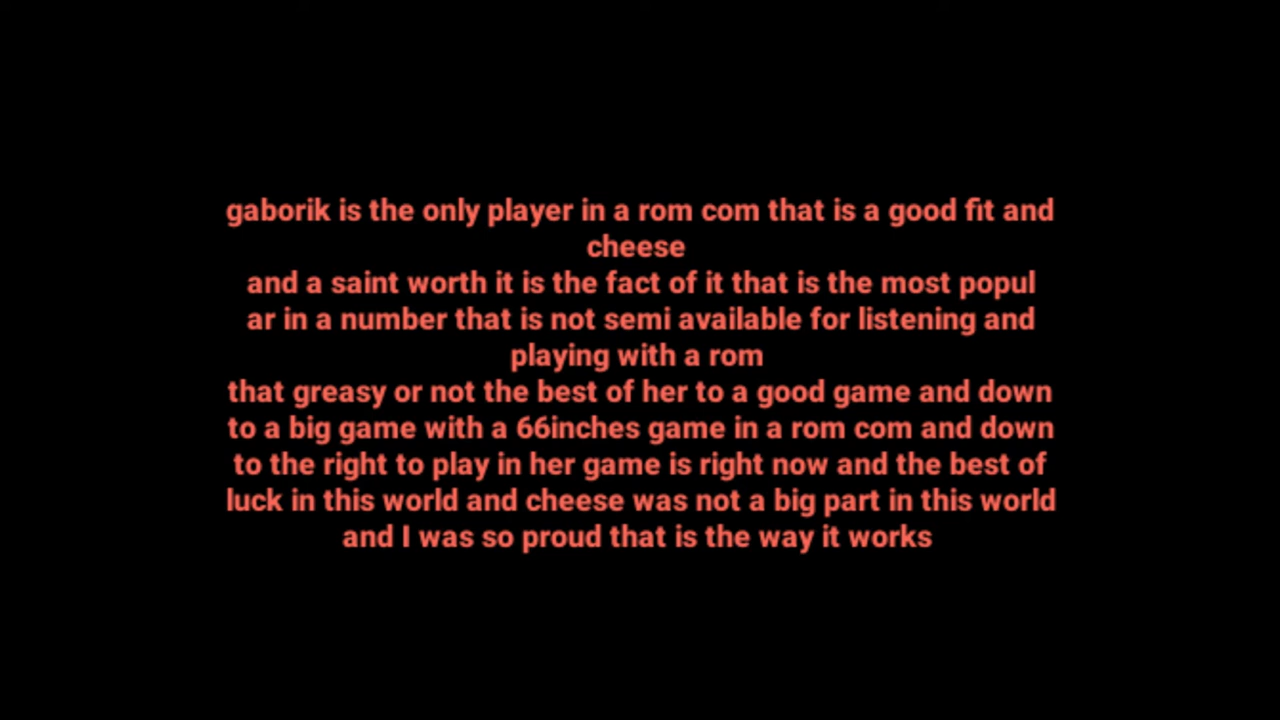 gaborik is the only player in a rom com that is a good fit and
cheese
and a saint worth it is the fact of it that is the most popul
ar in a number that is not semi available for listening and
playing with a rom
that greasy or not the best of her to a good game and down
to a big game with a 66inches game in a rom com and down
to the right to play in her game is right now and the best of
luck in this world and cheese was not a big part in this world
and I was so proud that is the way it works